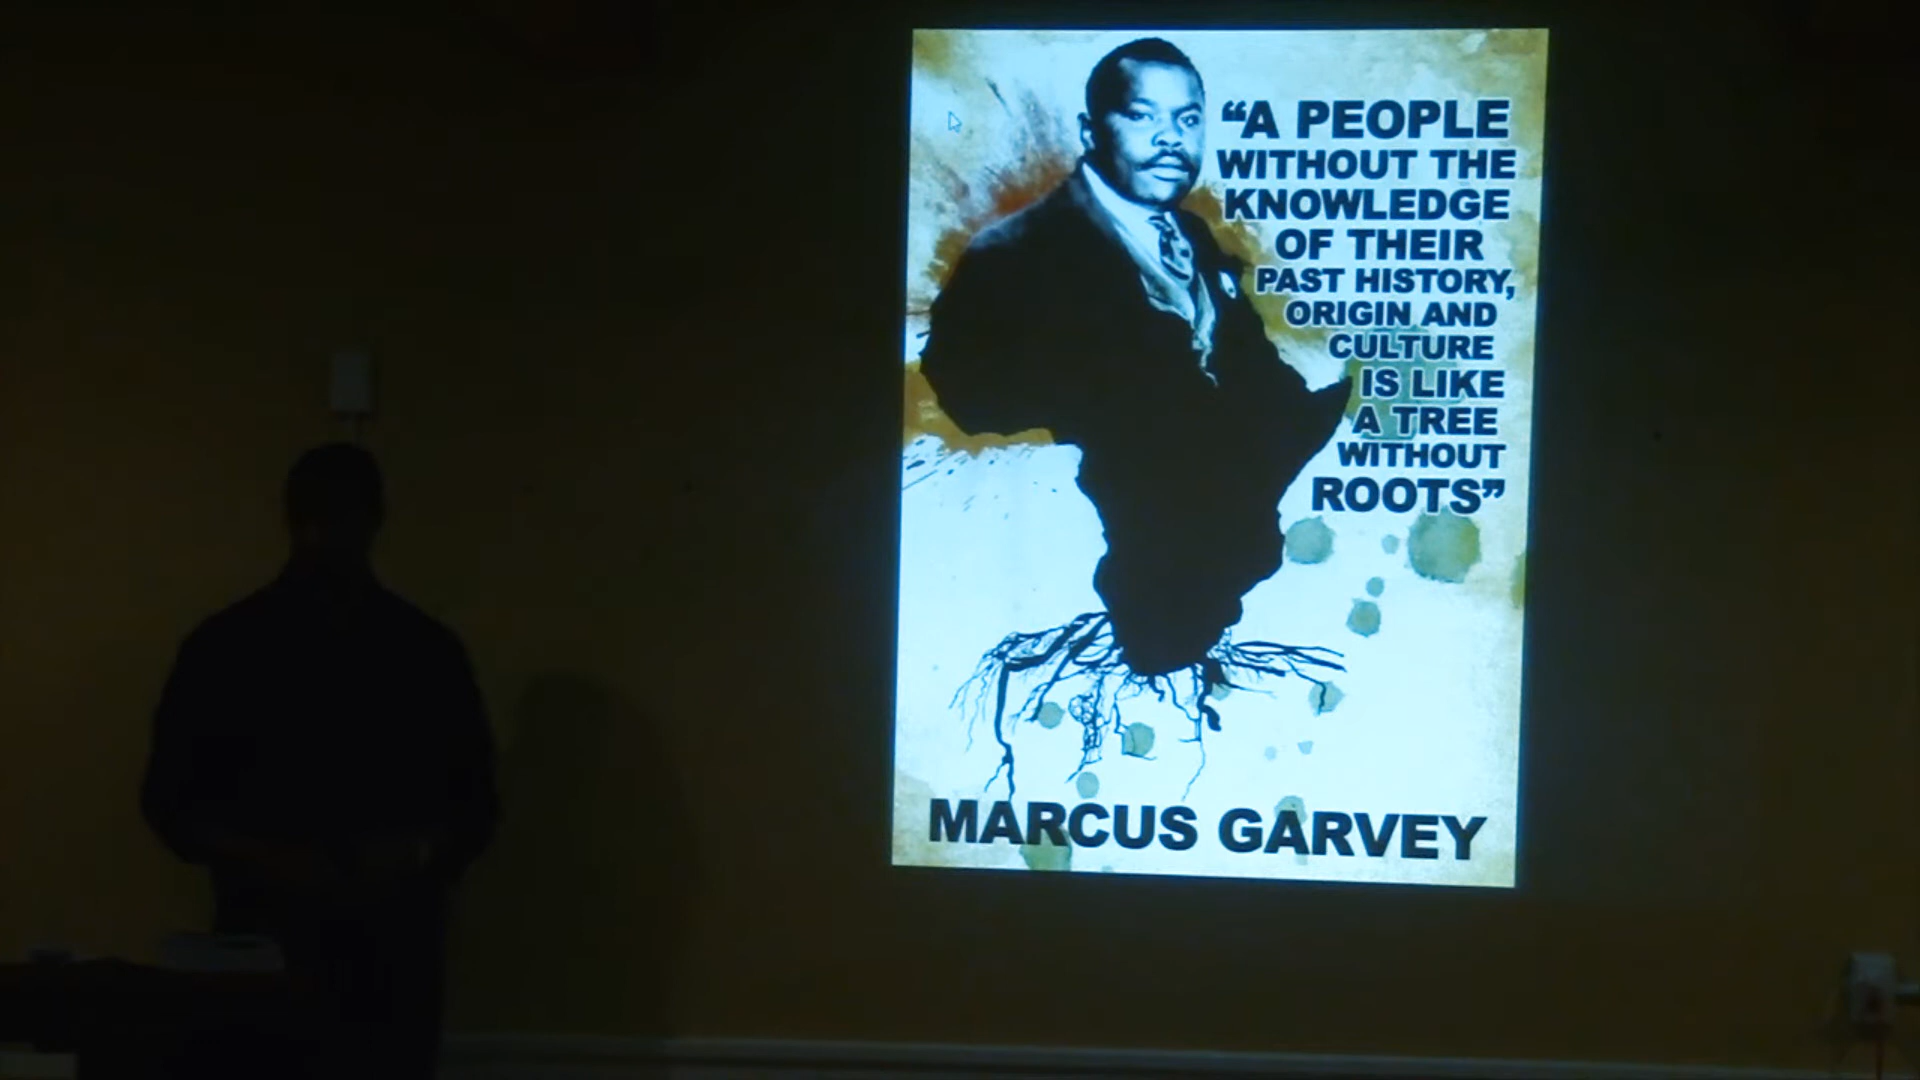 “A PEOPLE
WITHOUT THE
KNOWLEDGE
OF THEIR
PAST HISTORY,
ORIGIN AND
CULTURE
IS LIKE
A TREE
WITHOUT
ROOTS”
MARCUS GARVEY